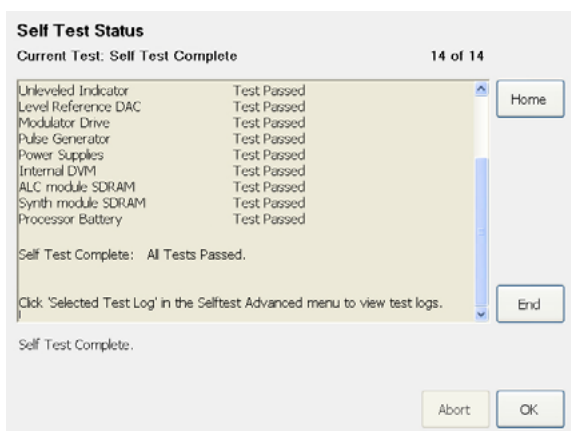 Self Test Status
Current Test: Self Test Complete 14 of 14
Unleveled Indicator Test Passed
Level Reference DAC Test Passed
Modulator Drive Test Passed
Pulse Generator Test Passed
Power Supplies Test Passed
Internal DVM Test Passed
ALC module SDRAM Test Passed
Synth module SDRAM Test Passed
Processor Battery Test Passed
Self Test Complete: All Tests Passed.
Click 'Selected Test Log' in the Selftest Advanced menu to view test logs.
Home
End
Self Test Complete.
Abort OK